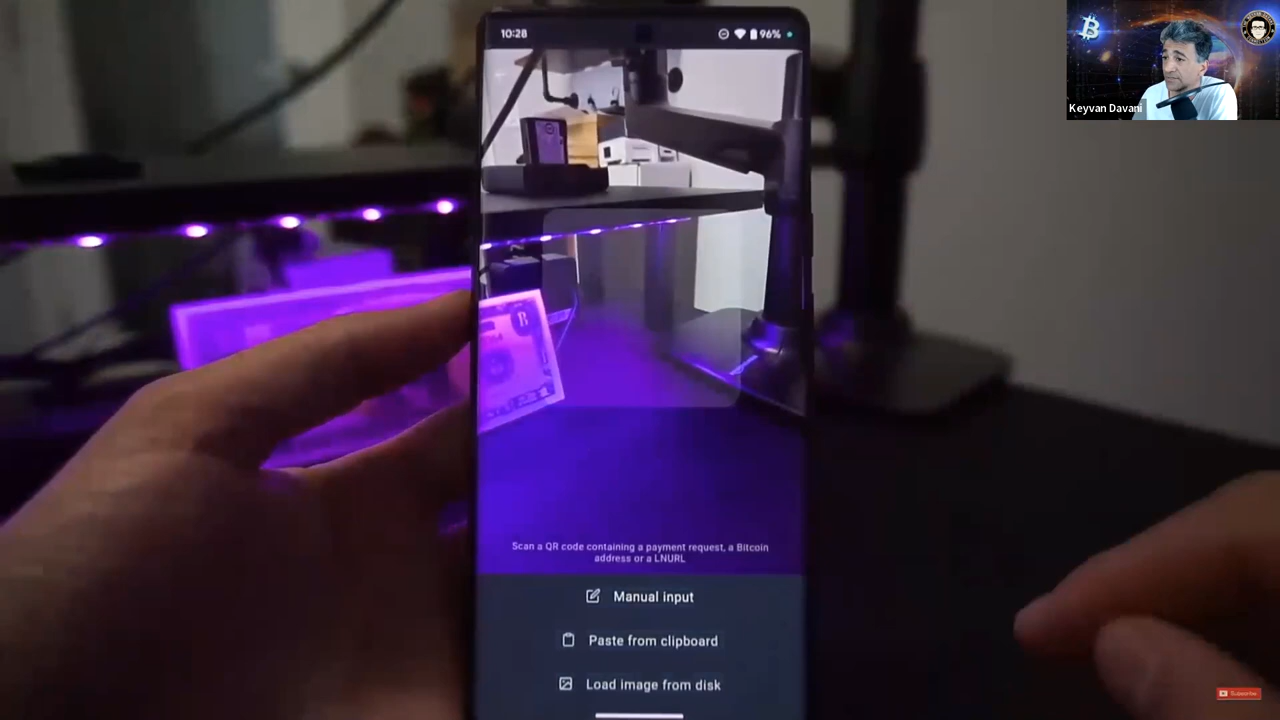 10:28
96%
Keyvan Davani
Scan a QR code containing a payment request, a Bitcoin
address or a LNURL
Manual input
Paste from clipboard
Load image from disk
Subscribe